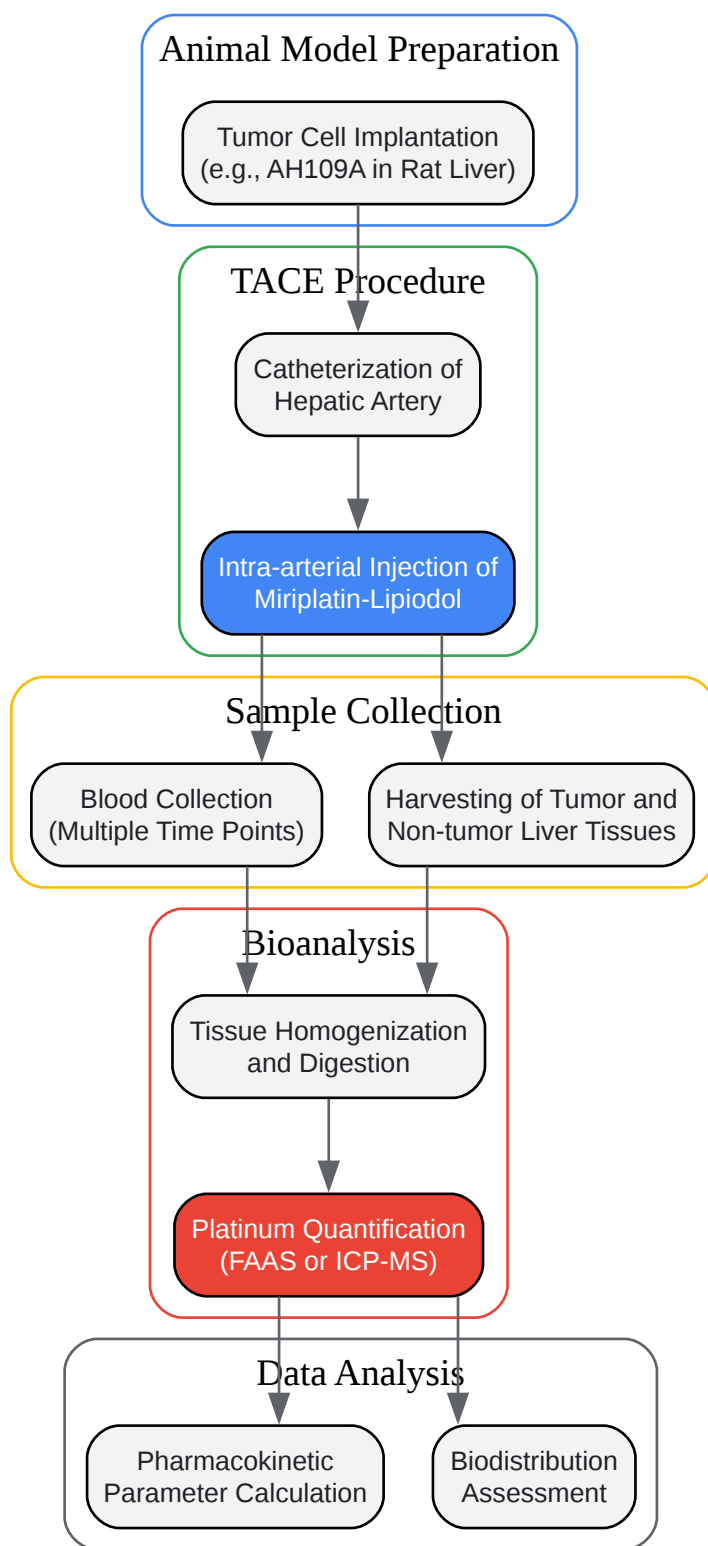 Animal Model Preparation
Tumor Cell Implantation
(e.g., AH109A in Rat Liver)
TACE Procedure
Catheterization of
Hepatic Artery
Intra-arterial Injection of
Miriplatin-Lipiodol
Sample Collection
Blood Collection
(Multiple Time Points)
Harvesting of Tumor and
Non-tumor Liver Tissues
Bioanalysis
Tissue Homogenization
and Digestion
Platinum Quantification
(FAAS or ICP-MS)
Data Analysis
Pharmacokinetic
Parameter Calculation
Biodistribution
Assessment